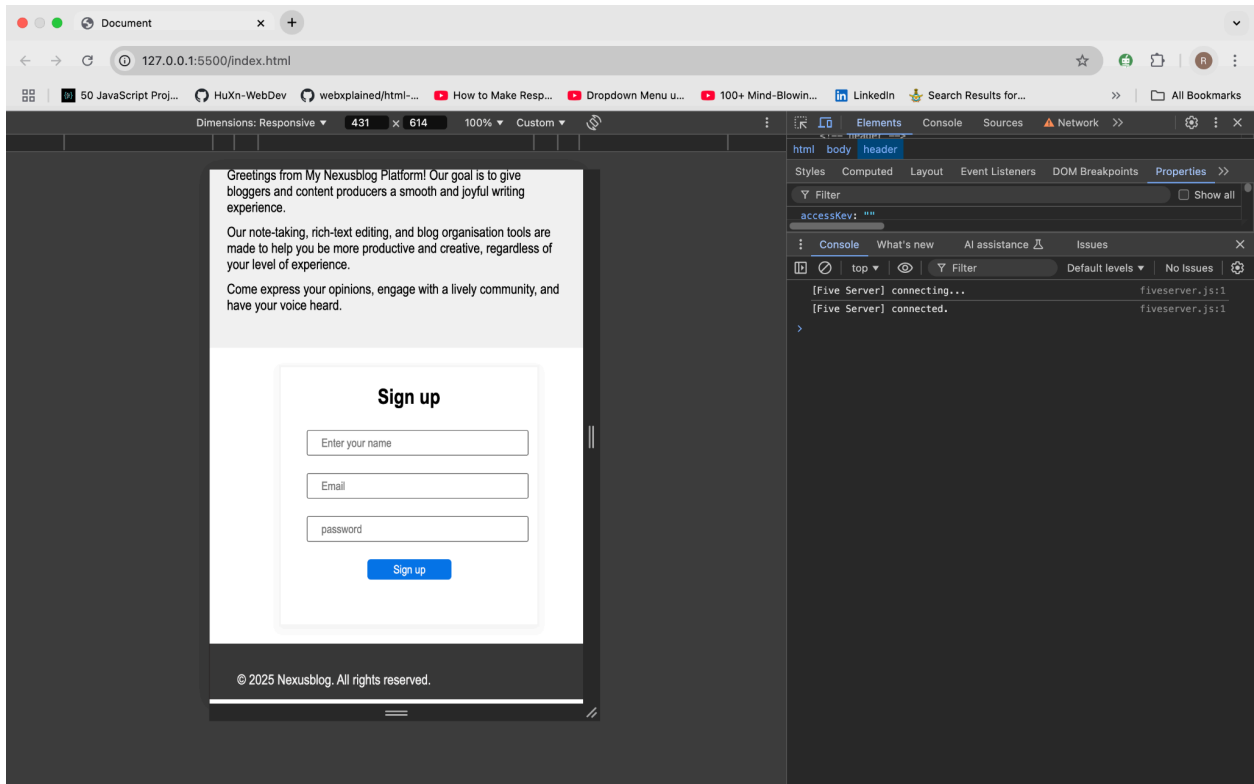 Document
127.0.0.1:5500/index.html
R
50 JavaScript Proj... HuXn-WebDev webxplained/html-... How to Make Resp... Dropdown Menu u... 100+ Mind-Blowin... LinkedIn Search Results for... All Bookmarks
Dimensions: Responsive 431 x 614 100% Custom
Elements Console Sources Network
<!-- header -->
html body header
Styles Computed Layout Event Listeners DOM Breakpoints Properties
Filter Show all
accessKey: ""
Console What's new AI assistance Issues
top Filter Default levels No Issues
[Five Server] connecting... fiveserver.js:1
[Five Server] connected. fiveserver.js:1
Greetings from My Nexusblog Platform! Our goal is to give
bloggers and content producers a smooth and joyful writing
experience.
Our note-taking, rich-text editing, and blog organisation tools are
made to help you be more productive and creative, regardless of
your level of experience.
Come express your opinions, engage with a lively community, and
have your voice heard.
Sign up
Enter your name
Email
password
Sign up
© 2025 Nexusblog. All rights reserved.